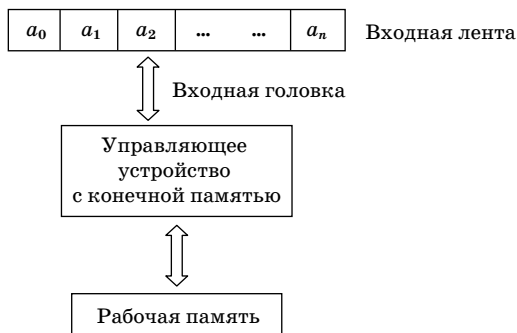 a0 a1 a2 ... ... an Входная лента
Входная головка
Управляющее
устройство
с конечной памятью
Рабочая память